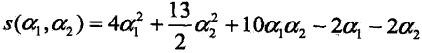 s(α₁,α₂) = 4α₁² + 13/2 α₂² + 10α₁α₂ − 2α₁ − 2α₂